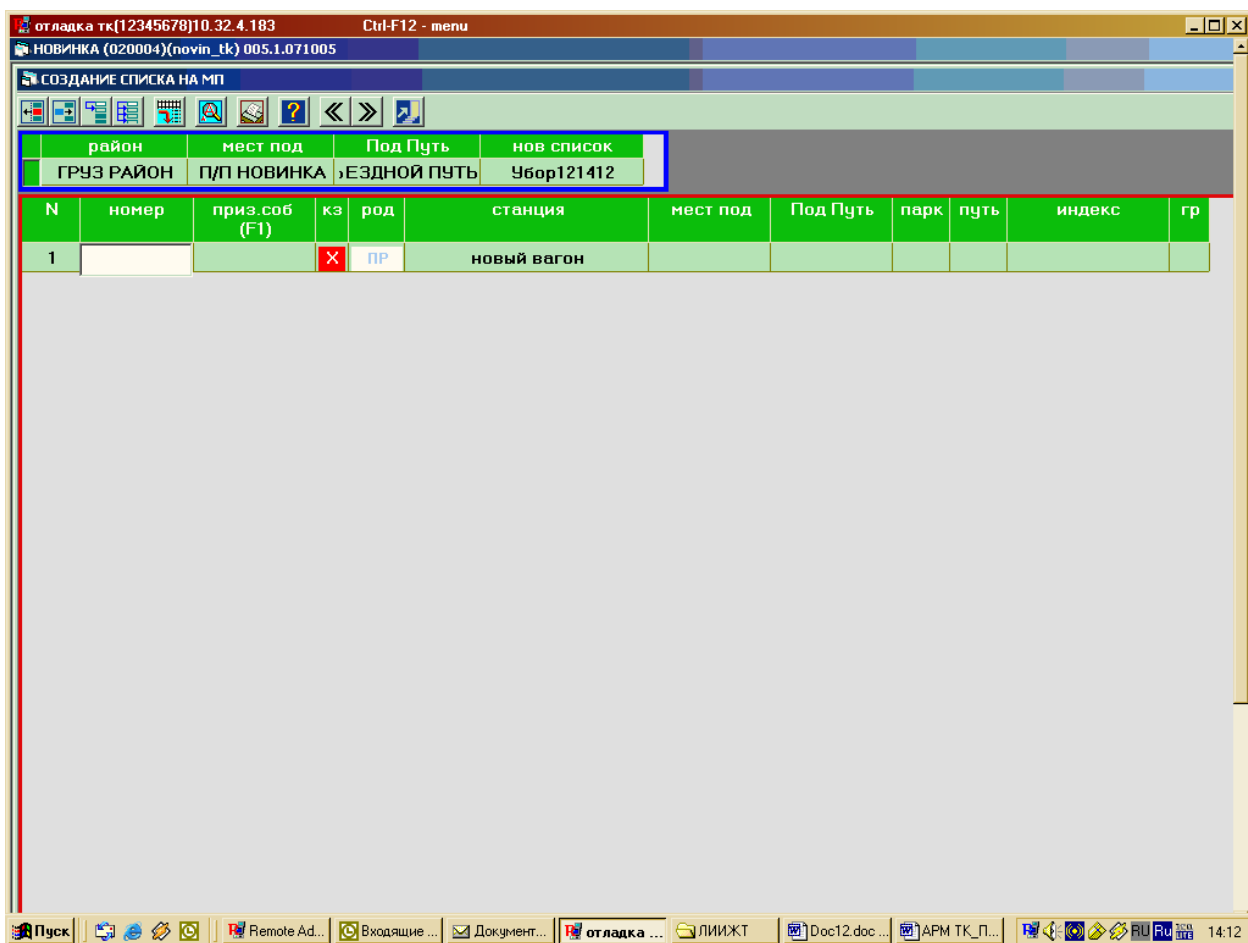 отладка тк(12345678)10.32.4.183 Ctrl-F12 - menu
НОВИНКА (020004)(novin_tk) 005.1.071005
СОЗДАНИЕ СПИСКА НА МП
район мест под Под Путь нов список
ГРУЗ РАЙОН П/П НОВИНКА ЕЗДНОЙ ПУТЬ Убор121412
N номер приз.соб (F1) кз род станция мест под Под Путь парк путь индекс гр
1 X ПР новый вагон
Пуск Remote Ad... Входящие ... Документ... отладка ... ЛИИЖТ Doc12.doc ... АРМ ТК_П... RU Ru 14:12